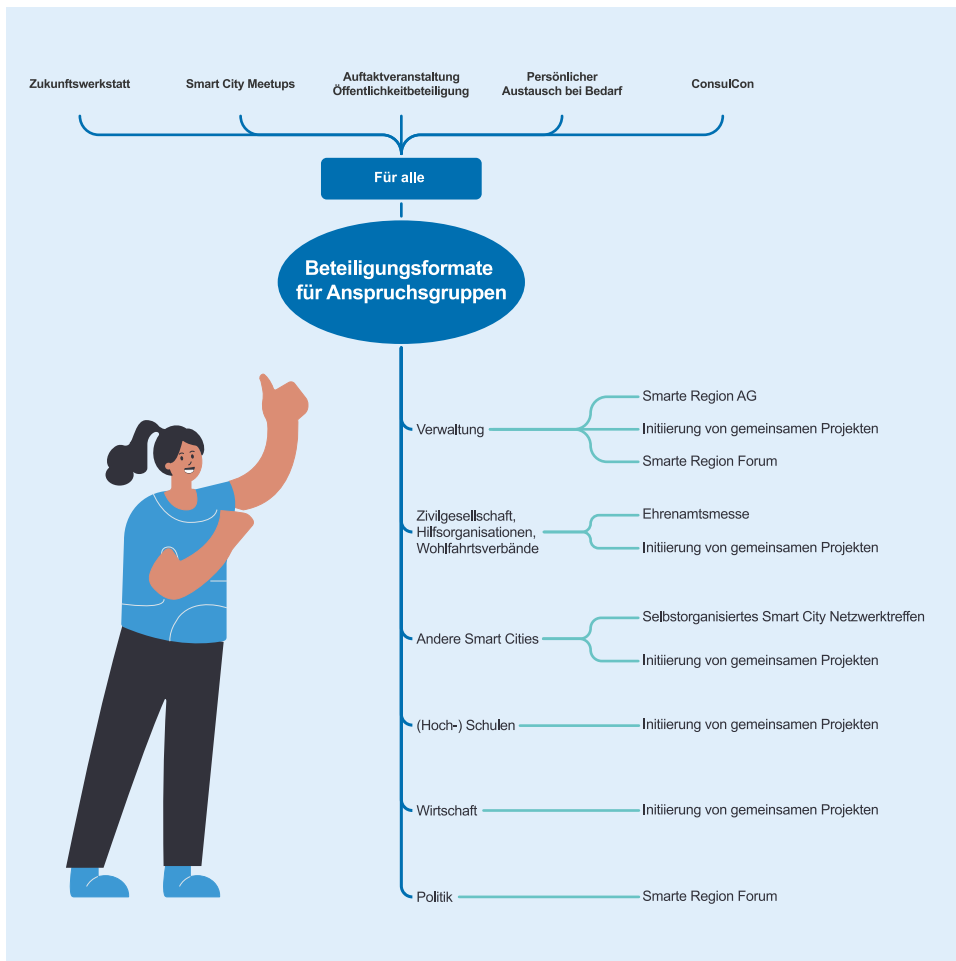 Zukunftswerkstatt
Smart City Meetups
Auftaktveranstaltung
Öffentlichkeitbeteiligung
Persönlicher
Austausch bei Bedarf
ConsulCon
Für alle
Beteiligungsformate
für Anspruchsgruppen
Verwaltung
Smarte Region AG
Initiierung von gemeinsamen Projekten
Smarte Region Forum
Zivilgesellschaft,
Hilfsorganisationen,
Wohlfahrtsverbände
Ehrenamtsmesse
Initiierung von gemeinsamen Projekten
Andere Smart Cities
Selbstorganisiertes Smart City Netzwerktreffen
Initiierung von gemeinsamen Projekten
(Hoch-) Schulen
Initiierung von gemeinsamen Projekten
Wirtschaft
Initiierung von gemeinsamen Projekten
Politik
Smarte Region Forum